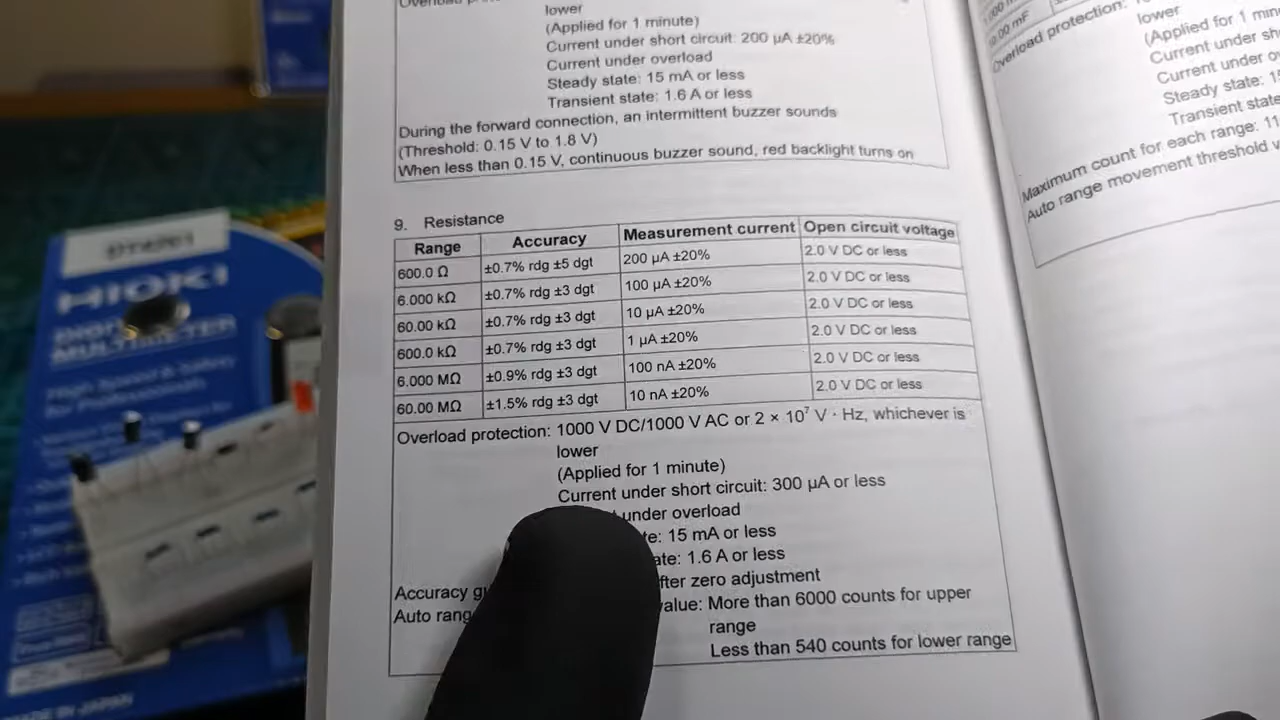 lower
(Applied for 1 minute)
Current under short circuit: 200 µA ±20%
Current under overload
Steady state: 15 mA or less
Transient state: 1.6 A or less
During the forward connection, an intermittent buzzer sounds
(Threshold: 0.15 V to 1.8 V)
When less than 0.15 V, continuous buzzer sound, red backlight turns on
9. Resistance
Range Accuracy Measurement current Open circuit voltage
600.0 Ω ±0.7% rdg ±5 dgt 200 µA ±20% 2.0 V DC or less
6.000 kΩ ±0.7% rdg ±3 dgt 100 µA ±20% 2.0 V DC or less
60.00 kΩ ±0.7% rdg ±3 dgt 10 µA ±20% 2.0 V DC or less
600.0 kΩ ±0.7% rdg ±3 dgt 1 µA ±20% 2.0 V DC or less
6.000 MΩ ±0.9% rdg ±3 dgt 100 nA ±20% 2.0 V DC or less
60.00 MΩ ±1.5% rdg ±3 dgt 10 nA ±20% 2.0 V DC or less
Overload protection: 1000 V DC/1000 V AC or 2 × 10⁷ V · Hz, whichever is
lower
(Applied for 1 minute)
Current under short circuit: 300 µA or less
under overload
15 mA or less
1.6 A or less
Accuracy after zero adjustment
Auto value: More than 6000 counts for upper
range
Less than 540 counts for lower range
mF
Overload protection:
lower
(Applied for 1
Current under
Current under
Steady state:
Transient state
Maximum count for each range: 11
Auto range movement threshold
HIOKI
MULTIMETER
for Professionals
MADE IN JAPAN